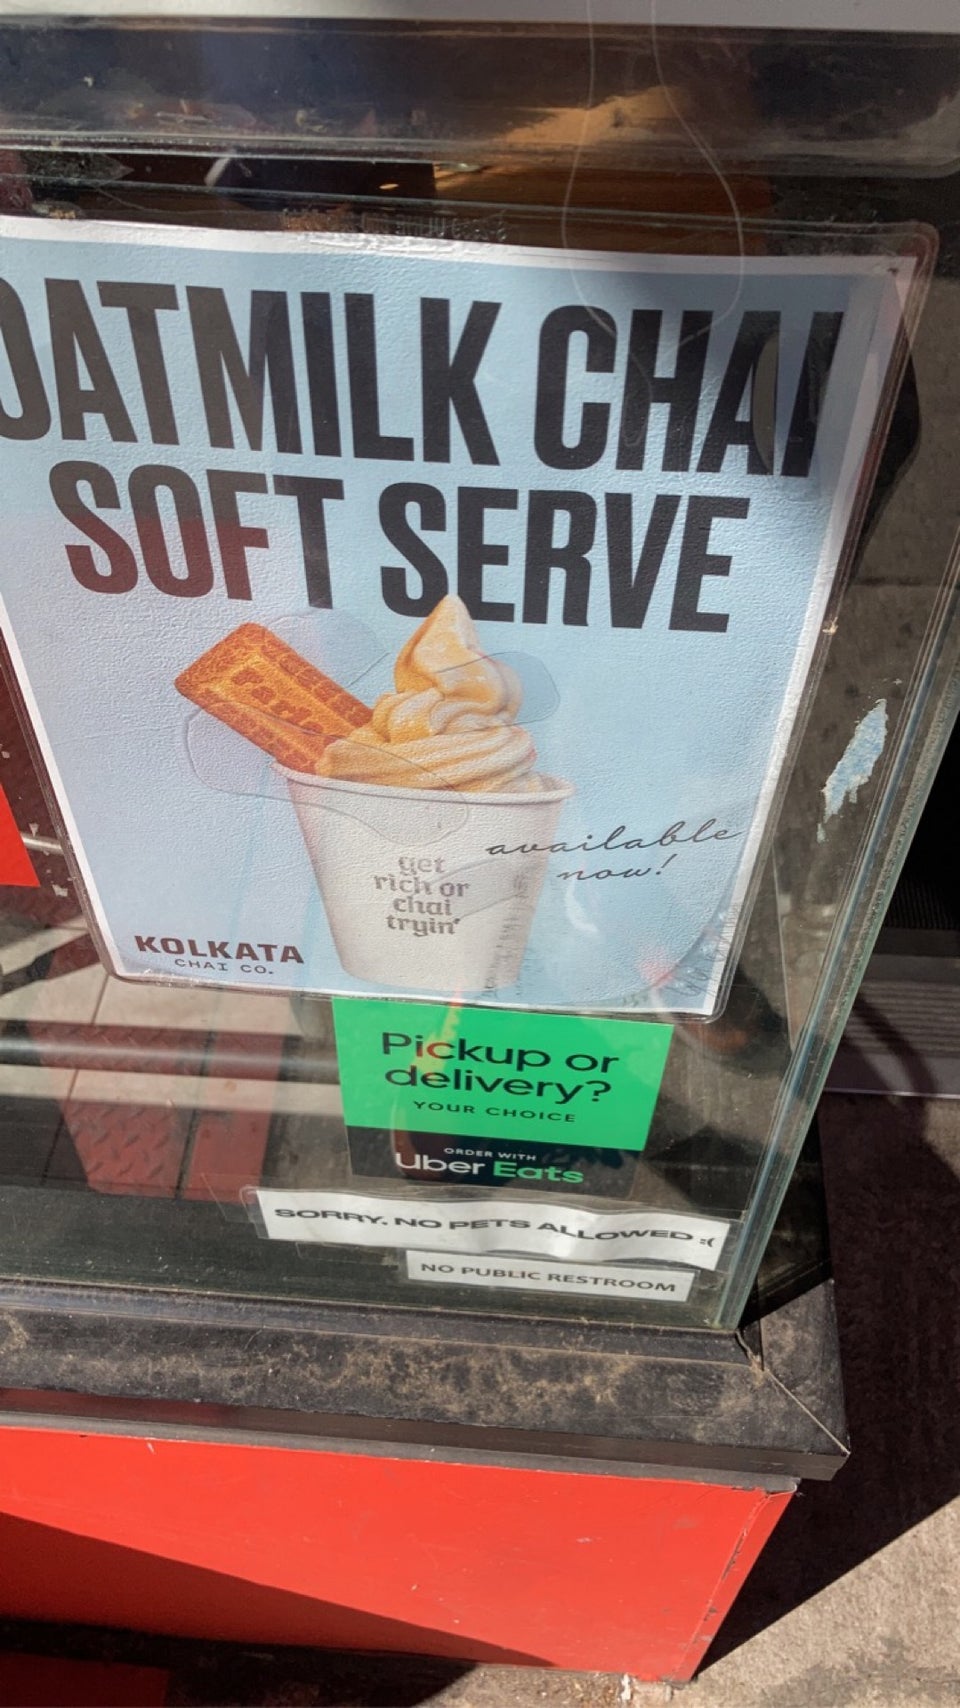 OATMILK CHAI
SOFT SERVE
Parle
get
rich or
chai
tryin'
available
now!
KOLKATA
CHAI CO.
Pickup or
delivery?
YOUR CHOICE
ORDER WITH
Uber Eats
SORRY. NO PETS ALLOWED :(
NO PUBLIC RESTROOM